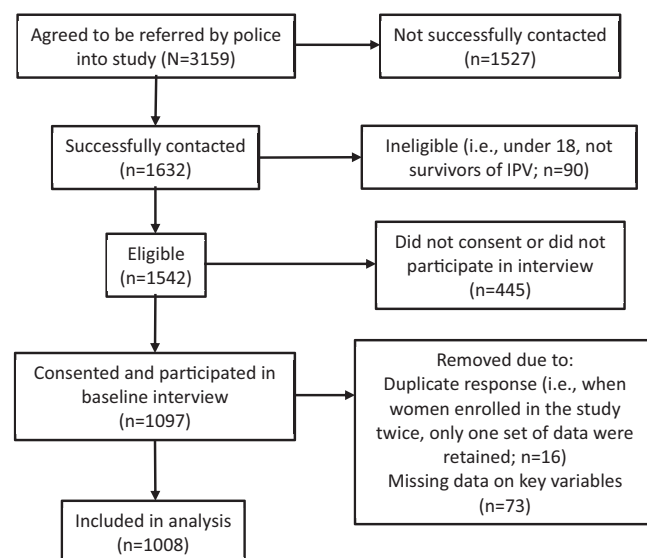 Agreed to be referred by police
into study (N=3159)
Not successfully contacted
(n=1527)
Successfully contacted
(n=1632)
Ineligible (i.e., under 18, not
survivors of IPV; n=90)
Eligible
(n=1542)
Did not consent or did not
participate in interview
(n=445)
Consented and participated in
baseline interview
(n=1097)
Removed due to:
Duplicate response (i.e., when
women enrolled in the study
twice, only one set of data were
retained; n=16)
Missing data on key variables
(n=73)
Included in analysis
(n=1008)